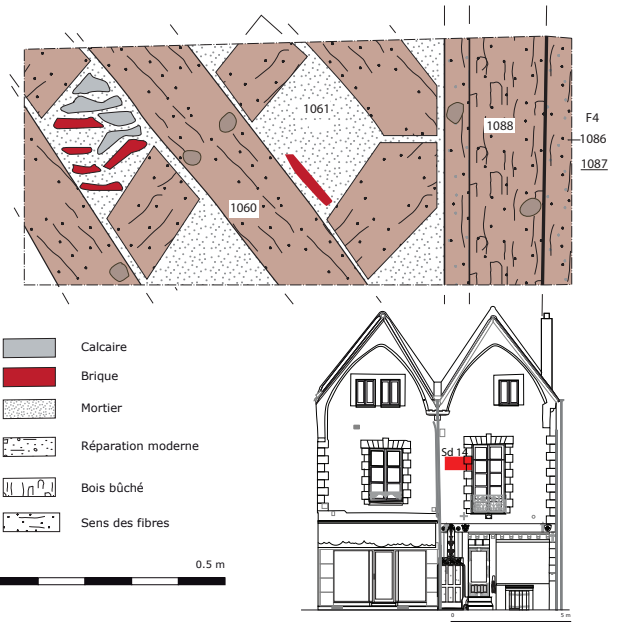 1061
1088
F4
1086
1087
1060
Calcaire
Brique
Mortier
Réparation moderne
Bois bûché
Sens des fibres
0.5 m
Sd 14
0 5 m